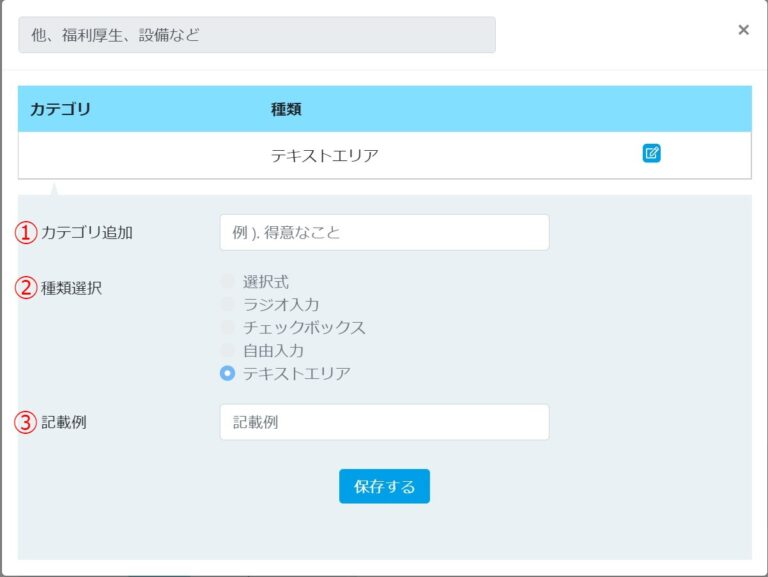 他、福利厚生、設備など
×
カテゴリ 種類
テキストエリア
①カテゴリ追加 例 ). 得意なこと
②種類選択 選択式
ラジオ入力
チェックボックス
自由入力
テキストエリア
③記載例 記載例
保存する